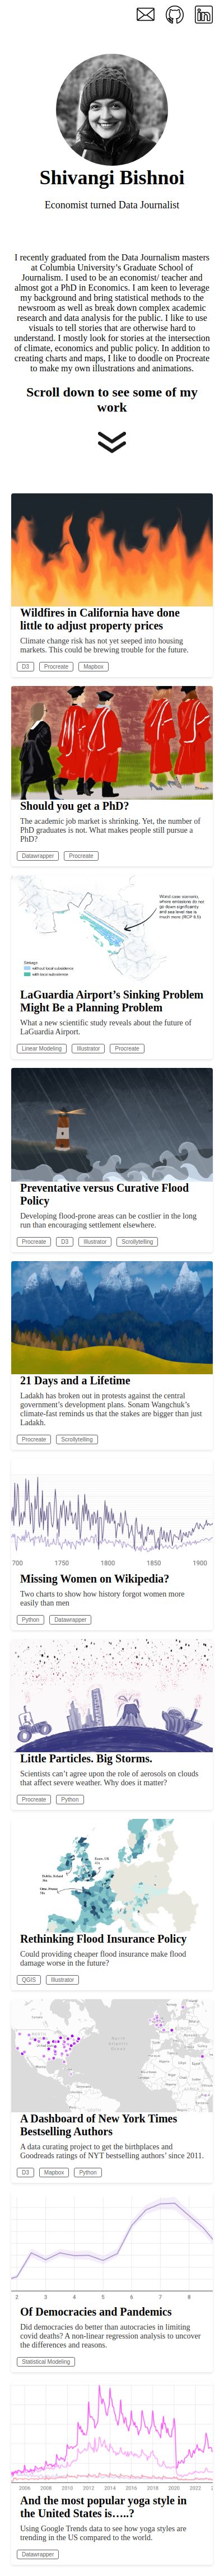 Shivangi Bishnoi
Economist turned Data Journalist
I recently graduated from the Data Journalism masters
at Columbia University's Graduate School of
Journalism. I used to be an economist/ teacher and
almost got a PhD in Economics. I am keen to leverage
my background and bring statistical methods to the
newsroom as well as break down complex academic
research and data analysis for the public. I like to use
visuals to tell stories that are otherwise hard to
understand. I mostly look for stories at the intersection
of climate, economics and public policy. In addition to
creating charts and maps, I like to doodle on Procreate
to make my own illustrations and animations.
Scroll down to see some of my
work
Wildfires in California have done
little to adjust property prices
Climate change risk has not yet seeped into housing
markets. This could be brewing trouble for the future.
D3 Procreate Mapbox
Should you get a PhD?
The academic job market is shrinking. Yet, the number of
PhD graduates is not. What makes people still pursue a
PhD?
Datawrapper Procreate
Worst-case scenario,
where emissions do not
go down significantly
and sea level rise is
much more (RCP 8.5)
Sinkage
without local subsidence
with local subsidence
LaGuardia Airport's Sinking Problem
Might Be a Planning Problem
What a new scientific study reveals about the future of
LaGuardia Airport.
Linear Modeling Illustrator Procreate
Preventative versus Curative Flood
Policy
Developing flood-prone areas can be costlier in the long
run than encouraging settlement elsewhere.
Procreate D3 Illustrator Scrollytelling
21 Days and a Lifetime
Ladakh has broken out in protests against the central
government's development plans. Sonam Wangchuk's
climate-fast reminds us that the stakes are bigger than just
Ladakh.
Procreate Scrollytelling
700 1750 1800 1850 1900
Missing Women on Wikipedia?
Two charts to show how history forgot women more
easily than men
Python Datawrapper
Little Particles. Big Storms.
Scientists can't agree upon the role of aerosols on clouds
that affect severe weather. Why does it matter?
Procreate Python
Rethinking Flood Insurance Policy
Could providing cheaper flood insurance make flood
damage worse in the future?
QGIS Illustrator
A Dashboard of New York Times
Bestselling Authors
A data curating project to get the birthplaces and
Goodreads ratings of NYT bestselling authors' since 2011.
D3 Mapbox Python
2 3 4 5 6 7 8
Of Democracies and Pandemics
Did democracies do better than autocracies in limiting
covid deaths? A non-linear regression analysis to uncover
the differences and reasons.
Statistical Modeling
2006 2008 2010 2012 2014 2016 2018 2020 2022
And the most popular yoga style in
the United States is…..?
Using Google Trends data to see how yoga styles are
trending in the US compared to the world.
Datawrapper